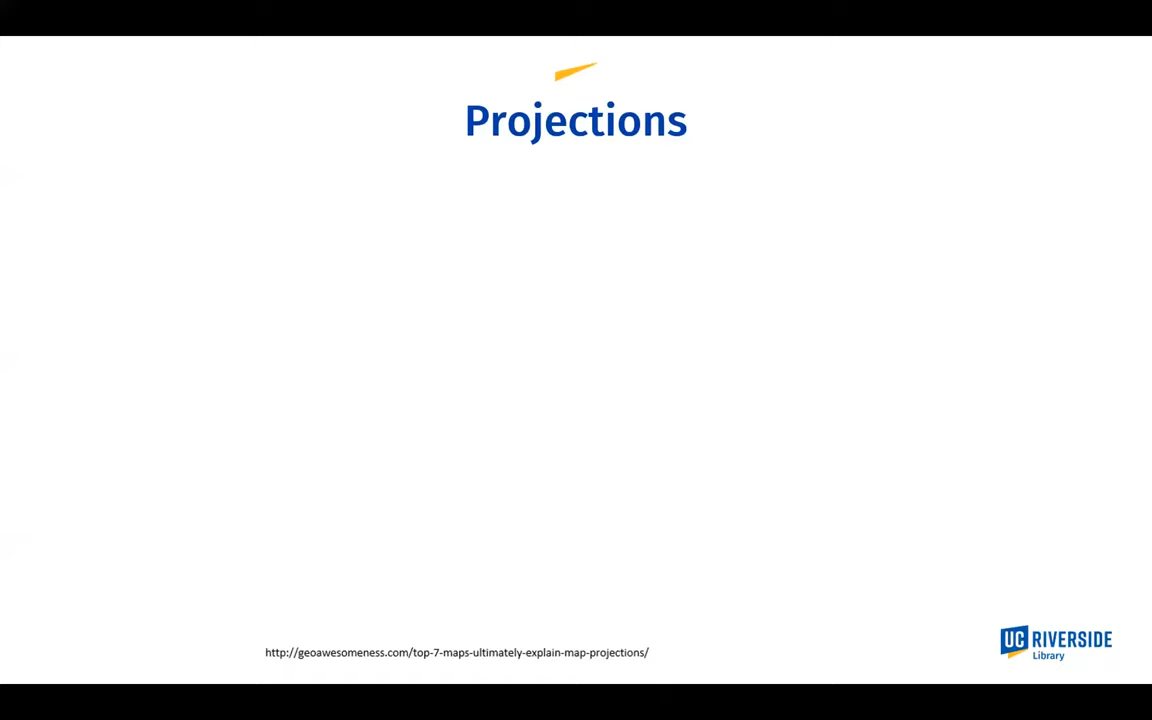 Projections
http://geoawesomeness.com/top-7-maps-ultimately-explain-map-projections/
UC RIVERSIDE
Library